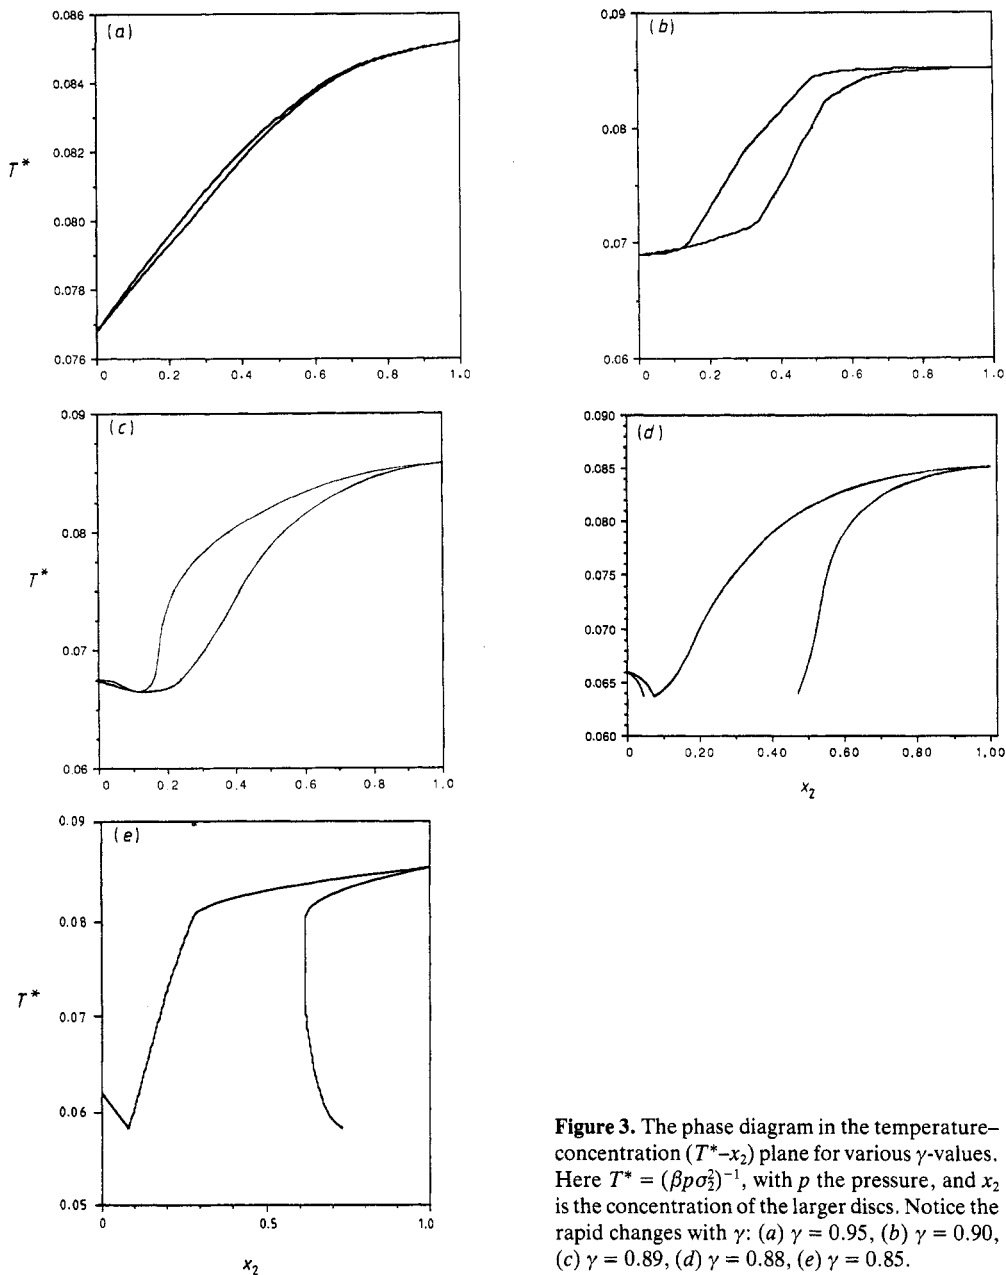 (a)
0.086
0.084
0.082
0.080
0.078
0.076
T*
0 0.2 0.4 0.6 0.8 1.0
(b)
0.09
0.08
0.07
0.06
0 0.2 0.4 0.6 0.8 1.00
(c)
0.09
0.08
0.07
0.06
T*
0 0.2 0.4 0.6 0.8 1.00
(d)
0.090
0.085
0.080
0.075
0.070
0.065
0.060
0 0.20 0.40 0.60 0.80 1.00
x₂
(e)
0.09
0.08
0.07
0.06
0.05
T*
0 0.5 1.0
x₂
Figure 3. The phase diagram in the temperature–
concentration (T*–x₂) plane for various γ-values.
Here T* = (βpσ₂²)⁻¹, with p the pressure, and x₂
is the concentration of the larger discs. Notice the
rapid changes with γ: (a) γ = 0.95, (b) γ = 0.90,
(c) γ = 0.89, (d) γ = 0.88, (e) γ = 0.85.